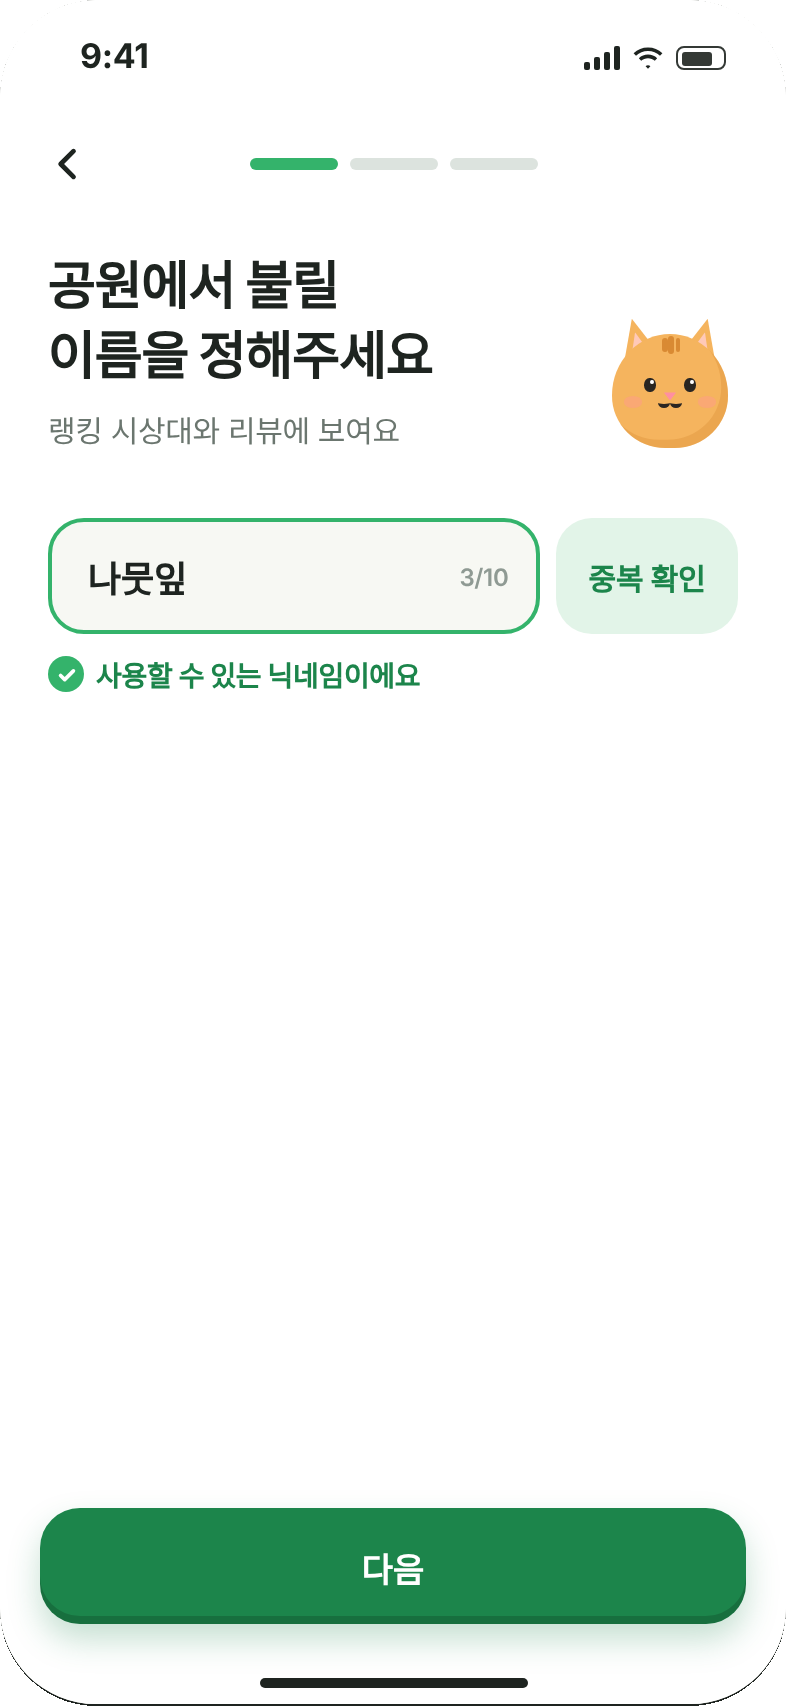 9:41
공원에서 불릴
이름을 정해주세요
랭킹 시상대와 리뷰에 보여요
나뭇잎 3/10 중복 확인
사용할 수 있는 닉네임이에요
다음